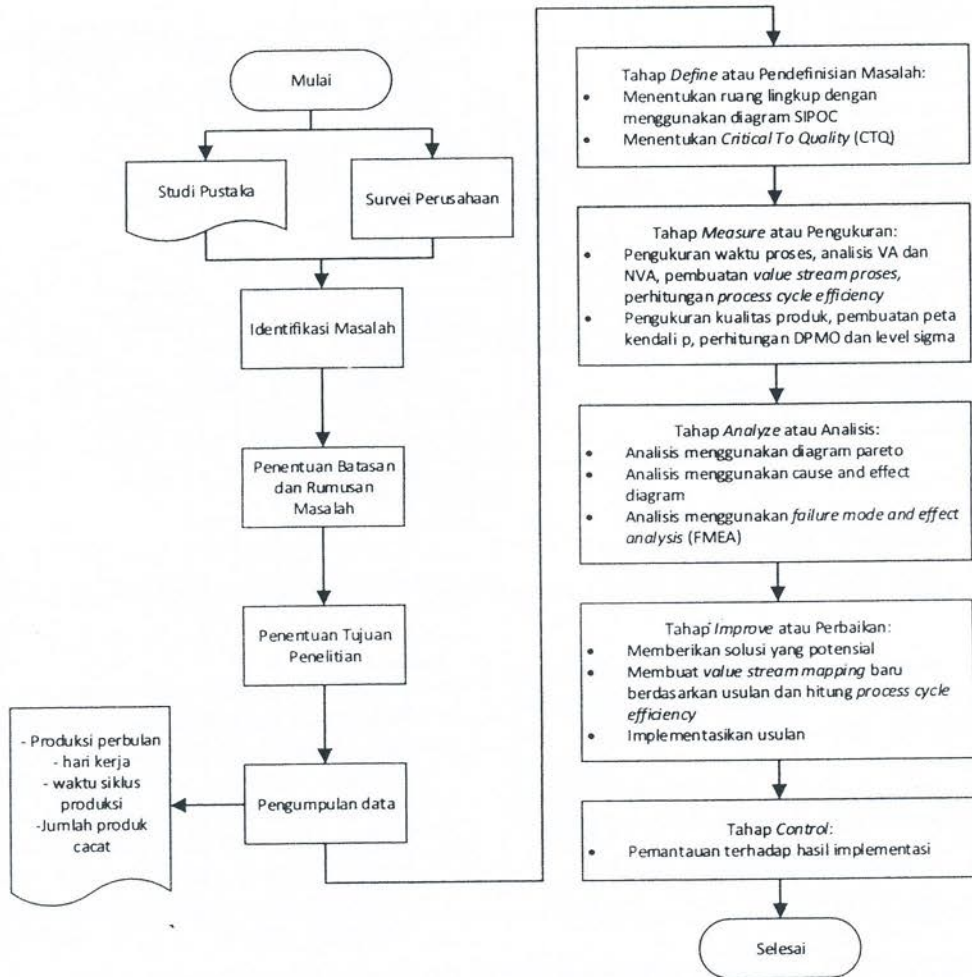 Mulai
Studi Pustaka
Survei Perusahaan
Identifikasi Masalah
Penentuan Batasan
dan Rumusan
Masalah
Penentuan Tujuan
Penelitian
Pengumpulan data
- Produksi perbulan
- hari kerja
- waktu siklus
produksi
-Jumlah produk
cacat
Tahap Define atau Pendefinisian Masalah:
• Menentukan ruang lingkup dengan
menggunakan diagram SIPOC
• Menentukan Critical To Quality (CTQ)
Tahap Measure atau Pengukuran:
• Pengukuran waktu proses, analisis VA dan
NVA, pembuatan value stream proses,
perhitungan process cycle efficiency
• Pengukuran kualitas produk, pembuatan peta
kendali p, perhitungan DPMO dan level sigma
Tahap Analyze atau Analisis:
• Analisis menggunakan diagram pareto
• Analisis menggunakan cause and effect
diagram
• Analisis menggunakan failure mode and effect
analysis (FMEA)
Tahap Improve atau Perbaikan:
• Memberikan solusi yang potensial
• Membuat value stream mapping baru
berdasarkan usulan dan hitung process cycle
efficiency
• Implementasikan usulan
Tahap Control:
• Pemantauan terhadap hasil implementasi
Selesai